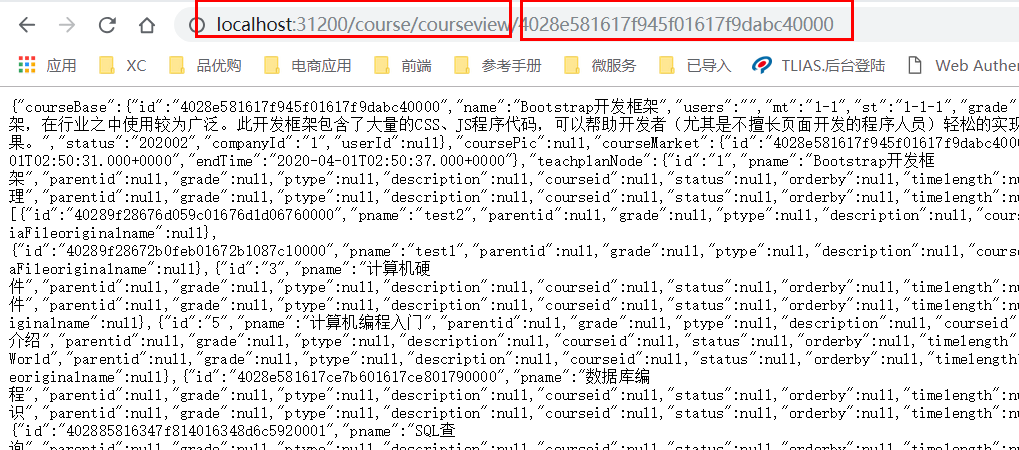 localhost:31200/course/courseview/4028e581617f945f01617f9dabc40000
应用 XC 品优购 电商应用 前端 参考手册 微服务 已导入 TLIAS.后台登陆 Web Authen
{"courseBase":{"id":"4028e581617f945f01617f9dabc40000","name":"Bootstrap开发框架","users":"","mt":"1-1","st":"1-1-1","grade"
架，在行业之中使用较为广泛。此开发框架包含了大量的CSS、JS程序代码，可以帮助开发者（尤其是不擅长页面开发的程序人员）轻松的实现
果。","status":"202002","companyId":"1","userId":null},"coursePic":null,"courseMarket":{"id":"4028e581617f945f01617f9dabc40000
01T02:50:31.000+0000","endTime":"2020-04-01T02:50:37.000+0000"},"teachplanNode":{"id":"1","pname":"Bootstrap开发框
架","parentid":null,"grade":null,"ptype":null,"description":null,"courseid":null,"status":null,"orderby":null,"timelength":nu
理","parentid":null,"grade":null,"ptype":null,"description":null,"courseid":null,"status":null,"orderby":null,"timelength":nu
[{"id":"40289f28676d059c01676d1d06760000","pname":"test2","parentid":null,"grade":null,"ptype":null,"description":null,"cours
iaFileoriginalname":null},
{"id":"40289f28672b0feb01672b1087c10000","pname":"test1","parentid":null,"grade":null,"ptype":null,"description":null,"course
aFileoriginalname":null},{"id":"3","pname":"计算机硬
件","parentid":null,"grade":null,"ptype":null,"description":null,"courseid":null,"status":null,"orderby":null,"timelength":nu
件","parentid":null,"grade":null,"ptype":null,"description":null,"courseid":null,"status":null,"orderby":null,"timelength":nu
iginalname":null},{"id":"5","pname":"计算机编程入门","parentid":null,"grade":null,"ptype":null,"description":null,"courseid"
介绍","parentid":null,"grade":null,"ptype":null,"description":null,"courseid":null,"status":null,"orderby":null,"timelength"
World","parentid":null,"grade":null,"ptype":null,"description":null,"courseid":null,"status":null,"orderby":null,"timelength
eoriginalname":null},{"id":"4028e581617ce7b601617ce801790000","pname":"数据库编
程","parentid":null,"grade":null,"ptype":null,"description":null,"courseid":null,"status":null,"orderby":null,"timelength":nu
识","parentid":null,"grade":null,"ptype":null,"description":null,"courseid":null,"status":null,"orderby":null,"timelength":nu
{"id":"402885816347f814016348d6c5920001","pname":"SQL查
询","parentid":null,"grade":null,"ptype":null,"description":null,"courseid":null,"status":null,"orderby":null,"timelength":nu